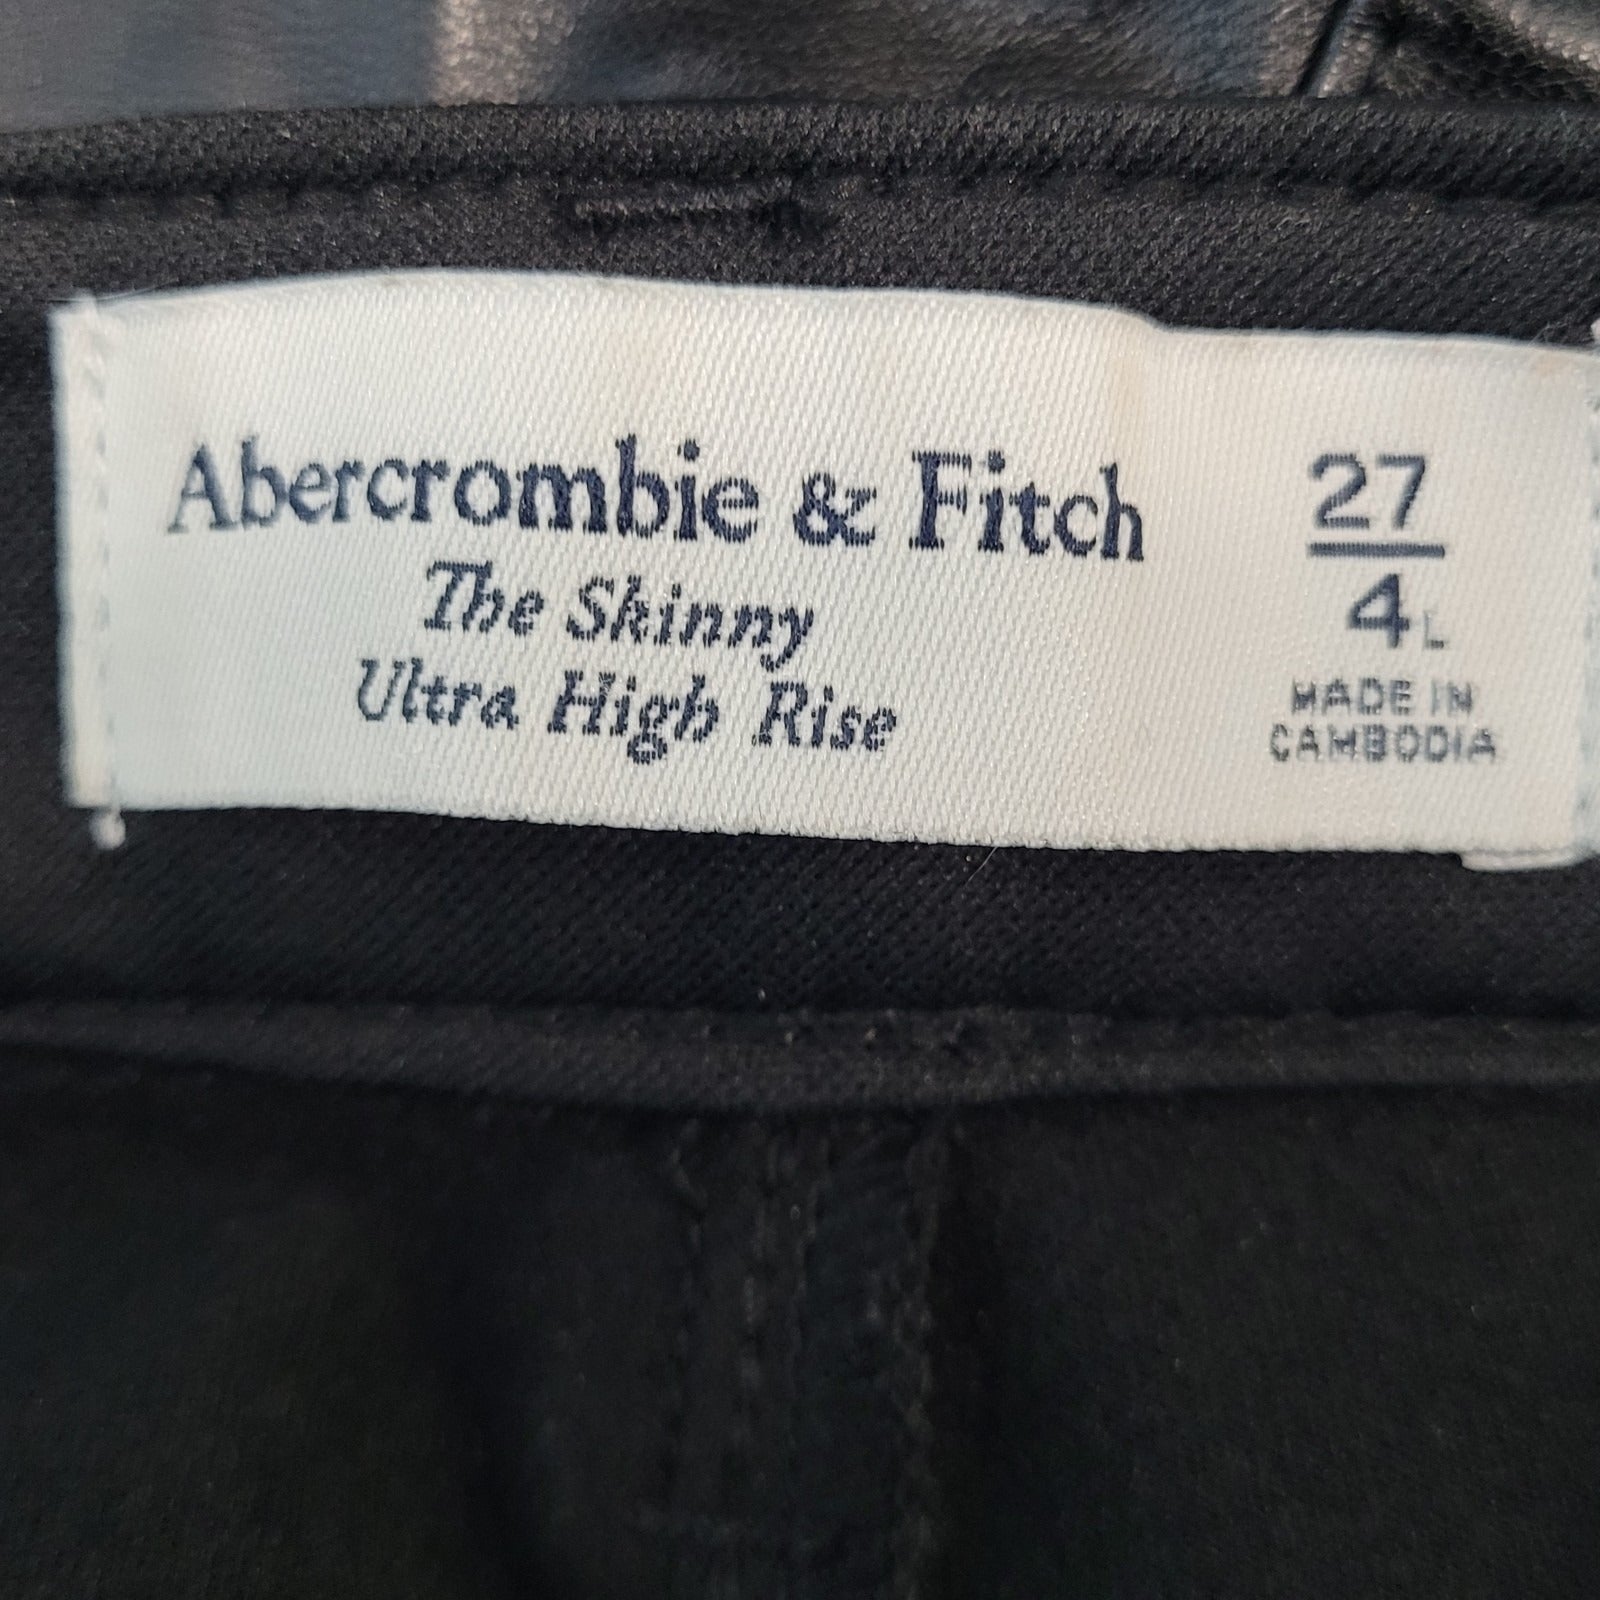 Abercrombie & Fitch
The Skinny
Ultra High Rise
27
4L
MADE IN
CAMBODIA